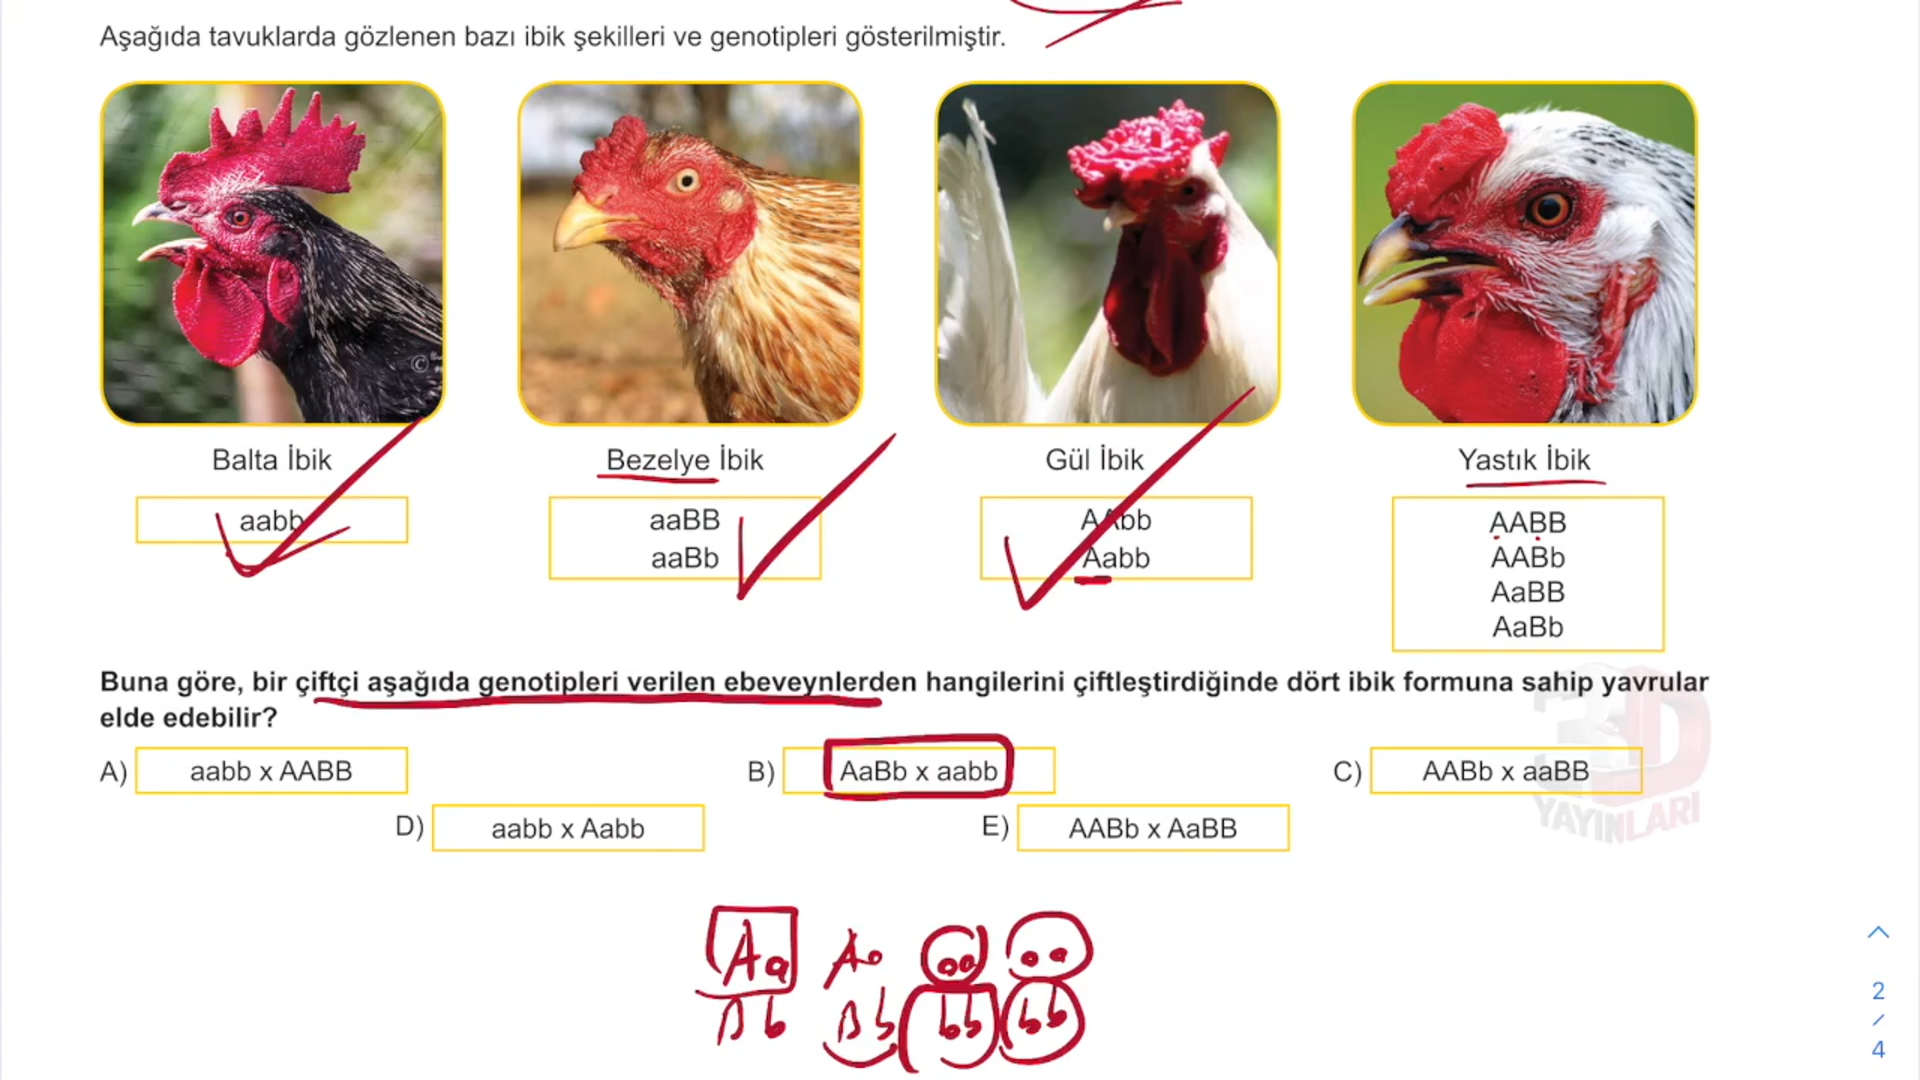 Aşağıda tavuklarda gözlenen bazı ibik şekilleri ve genotipleri gösterilmiştir.
©
Balta İbik
Bezelye İbik
Gül İbik
Yastık İbik
aabb
aaBB
aaBb
AAbb
Aabb
AABB
AABb
AaBB
AaBb
Buna göre, bir çiftçi aşağıda genotipleri verilen ebeveynlerden hangilerini çiftleştirdiğinde dört ibik formuna sahip yavrular
elde edebilir?
A) aabb x AABB
B) AaBb x aabb
C) AABb x aaBB
D) aabb x Aabb
E) AABb x AaBB
3D
YAYINLARI
Aa Aa aa aa
Bb Bb bb bb
2
/
4